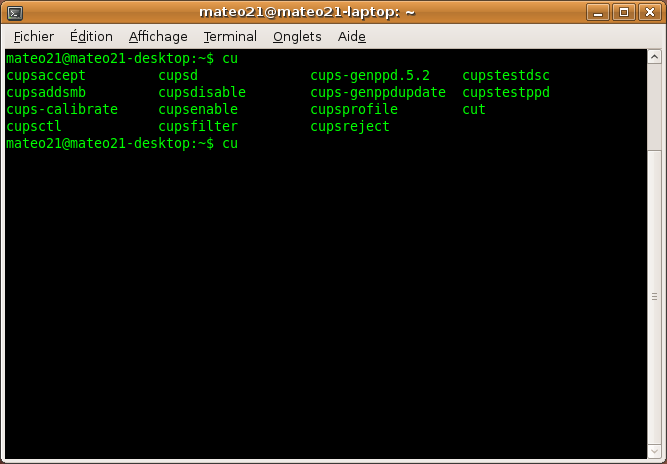 mateo21@mateo21-laptop: ~
Fichier Édition Affichage Terminal Onglets Aide
mateo21@mateo21-desktop:~$ cu
cupsaccept cupsd cups-genppd.5.2 cupstestdsc
cupsaddsmb cupsdisable cups-genppdupdate cupstestppd
cups-calibrate cupsenable cupsprofile cut
cupsctl cupsfilter cupsreject
mateo21@mateo21-desktop:~$ cu